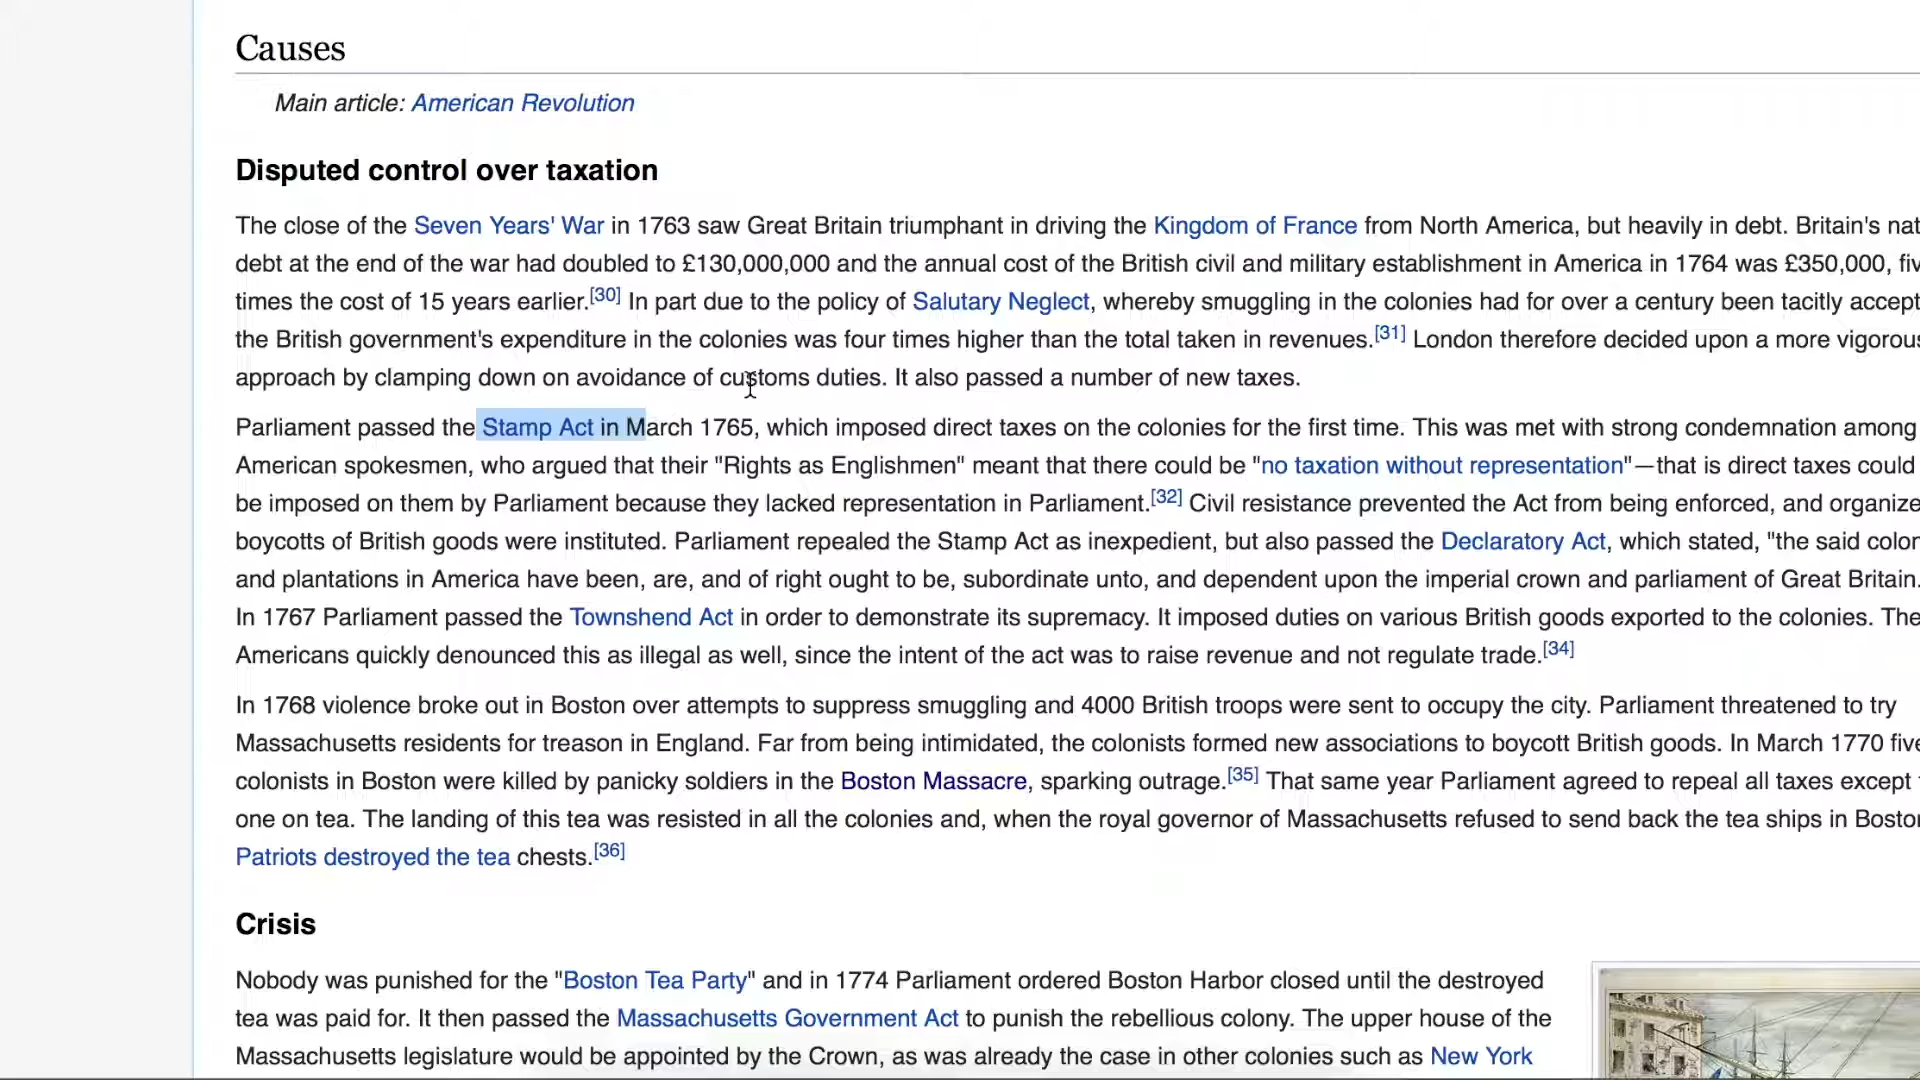 Causes
Main article: American Revolution
Disputed control over taxation
The close of the Seven Years' War in 1763 saw Great Britain triumphant in driving the Kingdom of France from North America, but heavily in debt. Britain's nat
debt at the end of the war had doubled to £130,000,000 and the annual cost of the British civil and military establishment in America in 1764 was £350,000, fiv
times the cost of 15 years earlier.[30] In part due to the policy of Salutary Neglect, whereby smuggling in the colonies had for over a century been tacitly accept
the British government's expenditure in the colonies was four times higher than the total taken in revenues.[31] London therefore decided upon a more vigorous
approach by clamping down on avoidance of customs duties. It also passed a number of new taxes.
Parliament passed the Stamp Act in March 1765, which imposed direct taxes on the colonies for the first time. This was met with strong condemnation among
American spokesmen, who argued that their "Rights as Englishmen" meant that there could be "no taxation without representation"—that is direct taxes could
be imposed on them by Parliament because they lacked representation in Parliament.[32] Civil resistance prevented the Act from being enforced, and organize
boycotts of British goods were instituted. Parliament repealed the Stamp Act as inexpedient, but also passed the Declaratory Act, which stated, "the said color
and plantations in America have been, are, and of right ought to be, subordinate unto, and dependent upon the imperial crown and parliament of Great Britain.
In 1767 Parliament passed the Townshend Act in order to demonstrate its supremacy. It imposed duties on various British goods exported to the colonies. The
Americans quickly denounced this as illegal as well, since the intent of the act was to raise revenue and not regulate trade.[34]
In 1768 violence broke out in Boston over attempts to suppress smuggling and 4000 British troops were sent to occupy the city. Parliament threatened to try
Massachusetts residents for treason in England. Far from being intimidated, the colonists formed new associations to boycott British goods. In March 1770 five
colonists in Boston were killed by panicky soldiers in the Boston Massacre, sparking outrage.[35] That same year Parliament agreed to repeal all taxes except
one on tea. The landing of this tea was resisted in all the colonies and, when the royal governor of Massachusetts refused to send back the tea ships in Boston
Patriots destroyed the tea chests.[36]
Crisis
Nobody was punished for the "Boston Tea Party" and in 1774 Parliament ordered Boston Harbor closed until the destroyed
tea was paid for. It then passed the Massachusetts Government Act to punish the rebellious colony. The upper house of the
Massachusetts legislature would be appointed by the Crown, as was already the case in other colonies such as New York